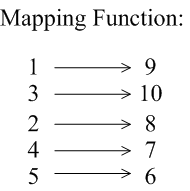 Mapping Function:
1 ⟶ 9
3 ⟶ 10
2 ⟶ 8
4 ⟶ 7
5 ⟶ 6